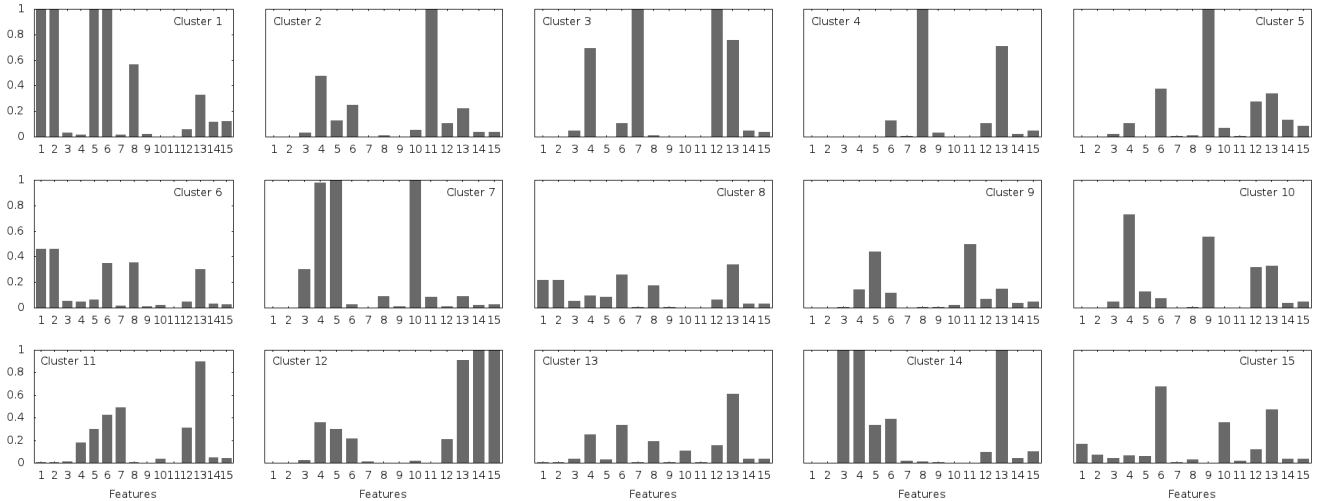 1
0.8
0.6
0.4
0.2
0
Cluster 1
1 2 3 4 5 6 7 8 9 10 11 12 13 14 15
Cluster 2
1 2 3 4 5 6 7 8 9 10 11 12 13 14 15
Cluster 3
1 2 3 4 5 6 7 8 9 10 11 12 13 14 15
Cluster 4
1 2 3 4 5 6 7 8 9 10 11 12 13 14 15
Cluster 5
1 2 3 4 5 6 7 8 9 10 11 12 13 14 15
1
0.8
0.6
0.4
0.2
0
Cluster 6
1 2 3 4 5 6 7 8 9 10 11 12 13 14 15
Cluster 7
1 2 3 4 5 6 7 8 9 10 11 12 13 14 15
Cluster 8
1 2 3 4 5 6 7 8 9 10 11 12 13 14 15
Cluster 9
1 2 3 4 5 6 7 8 9 10 11 12 13 14 15
Cluster 10
1 2 3 4 5 6 7 8 9 10 11 12 13 14 15
1
0.8
0.6
0.4
0.2
0
Cluster 11
1 2 3 4 5 6 7 8 9 10 11 12 13 14 15
Features
Cluster 12
1 2 3 4 5 6 7 8 9 10 11 12 13 14 15
Features
Cluster 13
1 2 3 4 5 6 7 8 9 10 11 12 13 14 15
Features
Cluster 14
1 2 3 4 5 6 7 8 9 10 11 12 13 14 15
Features
Cluster 15
1 2 3 4 5 6 7 8 9 10 11 12 13 14 15
Features